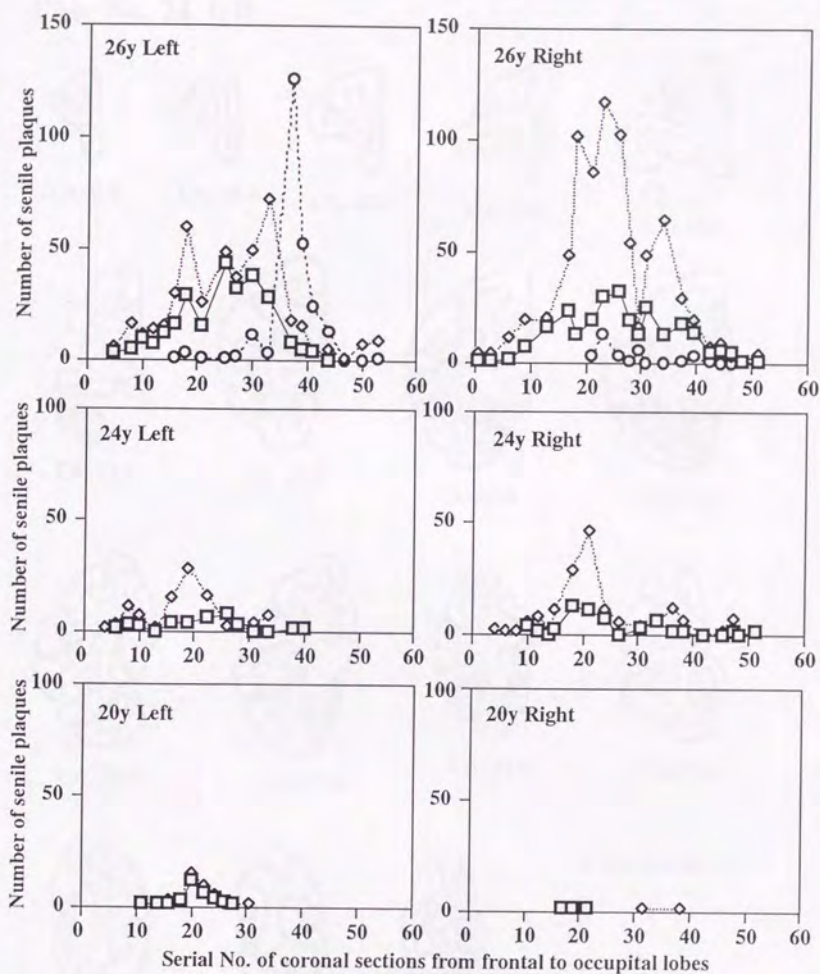 26y Left
26y Right
150
100
50
0
0 10 20 30 40 50 60
150
100
50
0
0 10 20 30 40 50 60
Number of senile plaques
24y Left
24y Right
100
50
0
0 10 20 30 40 50 60
100
50
0
0 10 20 30 40 50 60
Number of senile plaques
20y Left
20y Right
100
50
0
0 10 20 30 40 50 60
100
50
0
0 10 20 30 40 50 60
Number of senile plaques
Serial No. of coronal sections from frontal to occupital lobes